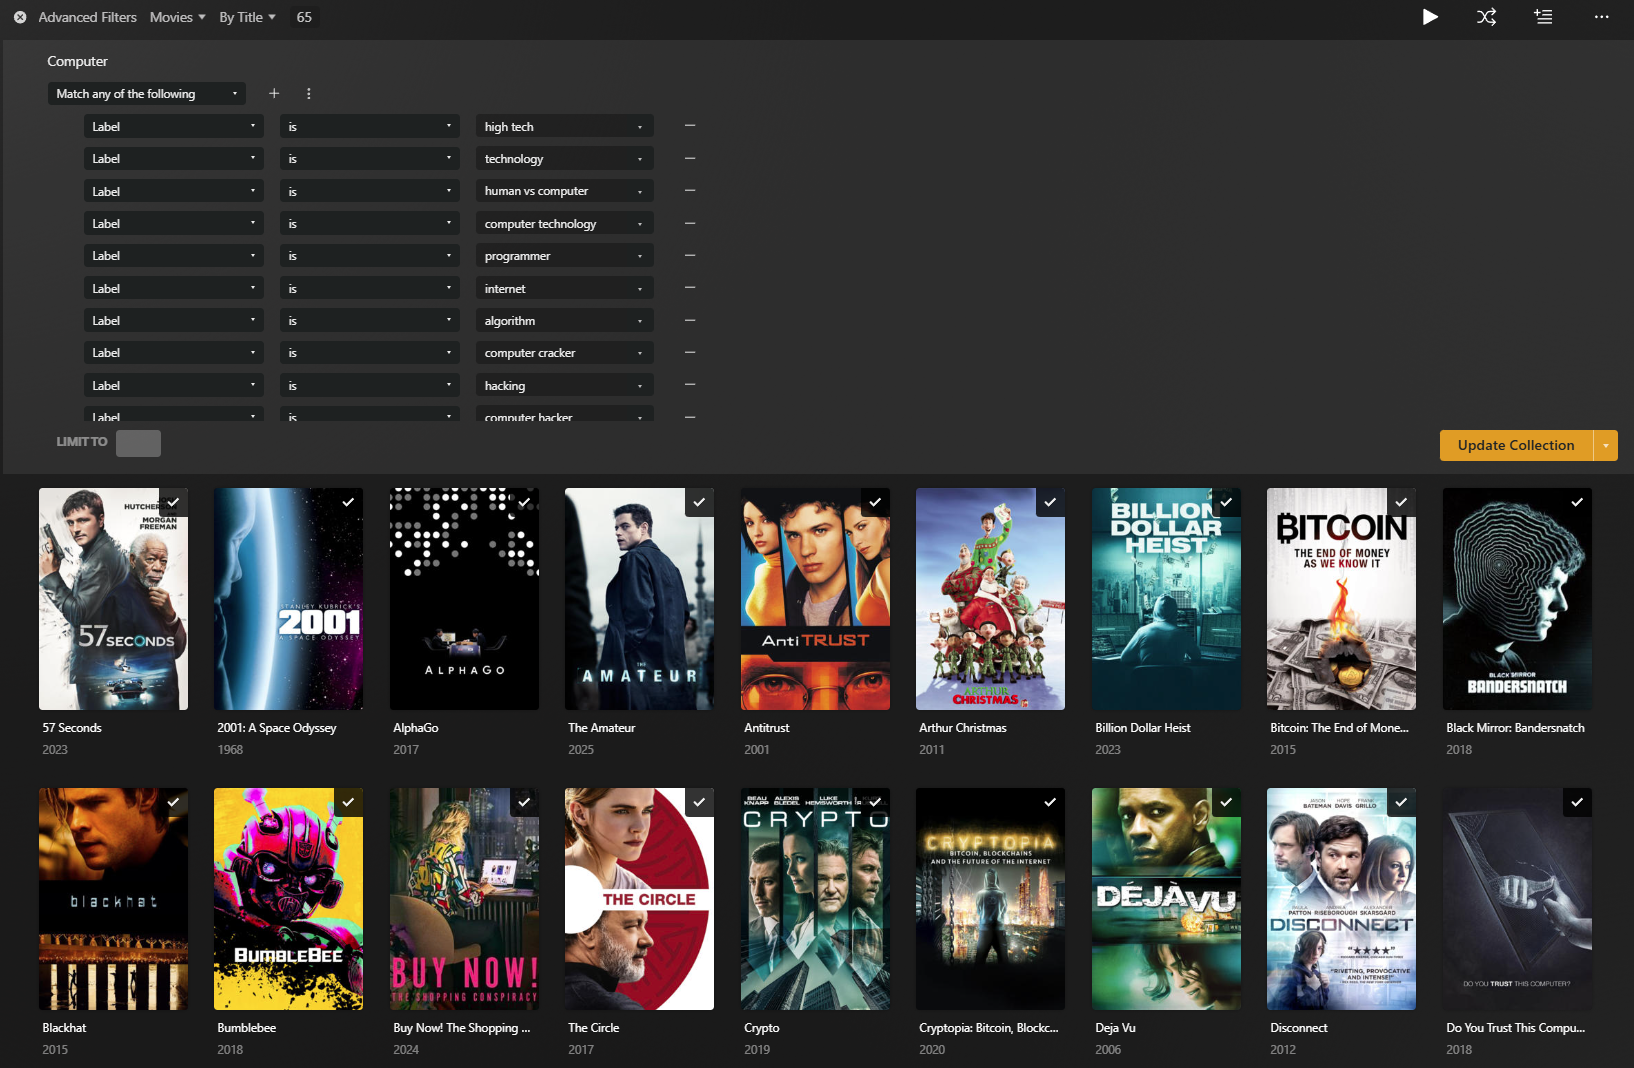 Advanced Filters Movies By Title 65
Computer
Match any of the following
Label is high tech
Label is technology
Label is human vs computer
Label is computer technology
Label is programmer
Label is internet
Label is algorithm
Label is computer cracker
Label is hacking
Label is computer hacker
LIMIT TO
Update Collection
HUTCHERSON
MORGAN
FREEMAN
57 SECONDS
STANLEY KUBRICK'S
2001
A SPACE ODYSSEY
ALPHAGO
THE
AMATEUR
AntiTRUST
ARTHUR
CHRISTMAS
BILLION
DOLLAR
HEIST
BITCOIN
THE END OF MONEY
AS WE KNOW IT
BLACK MIRROR
BANDERSNATCH
57 Seconds
2023
2001: A Space Odyssey
1968
AlphaGo
2017
The Amateur
2025
Antitrust
2001
Arthur Christmas
2011
Billion Dollar Heist
2023
Bitcoin: The End of Mone...
2015
Black Mirror: Bandersnatch
2018
blackhat
BUMBLEBEE
BUY NOW!
THE SHOPPING CONSPIRACY
THE CIRCLE
BEAU KNAPP ALEXIS BLEDEL LUKE HEMSWORTH
CRYPTO
CRYPTOPIA
BITCOIN, BLOCKCHAINS
AND THE FUTURE OF THE INTERNET
DÉJÀ VU
JASON BATEMAN HOPE DAVIS FRANK GRILLO
PAULA PATTON ANDREA RISEBOROUGH ALEXANDER SKARSGARD
DISCONNECT
"RIVETING, PROVOCATIVE
AND INTENSE!"
DO YOU TRUST THIS COMPUTER?
Blackhat
2015
Bumblebee
2018
Buy Now! The Shopping ...
2024
The Circle
2017
Crypto
2019
Cryptopia: Bitcoin, Blockc...
2020
Deja Vu
2006
Disconnect
2012
Do You Trust This Compu...
2018